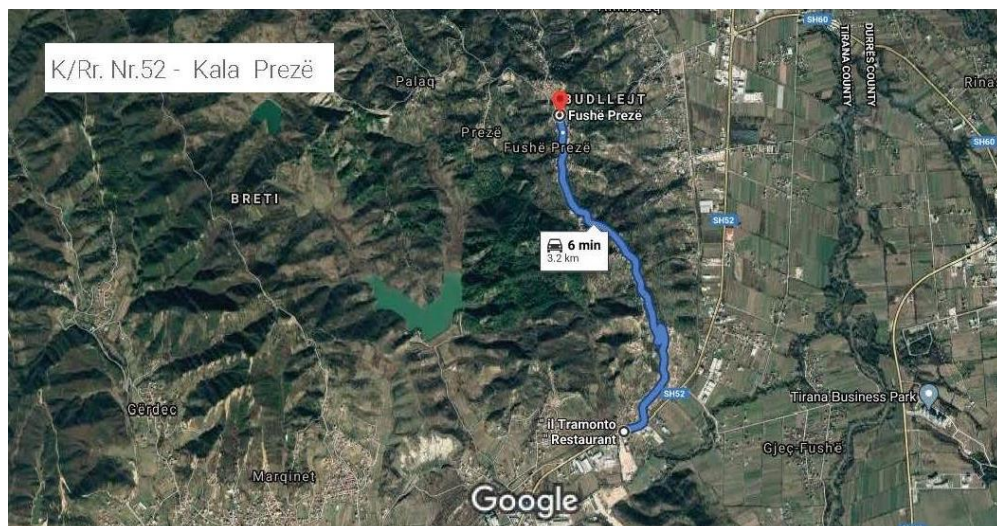 SH60
K/Rr. Nr.52 - Kala Prezë
TIRANA COUNTY
DURRËS COUNTY
Palaq
Rina
BUDLLEJT
Fushë Prezë
Prezë
Fushë Prezë
SH60
BRETI
SH52
6 min
3.2 km
SH52
Tirana Business Park
Gërdec
il Tramonto
Restaurant
Gjeç-Fushë
Marqinet
Google